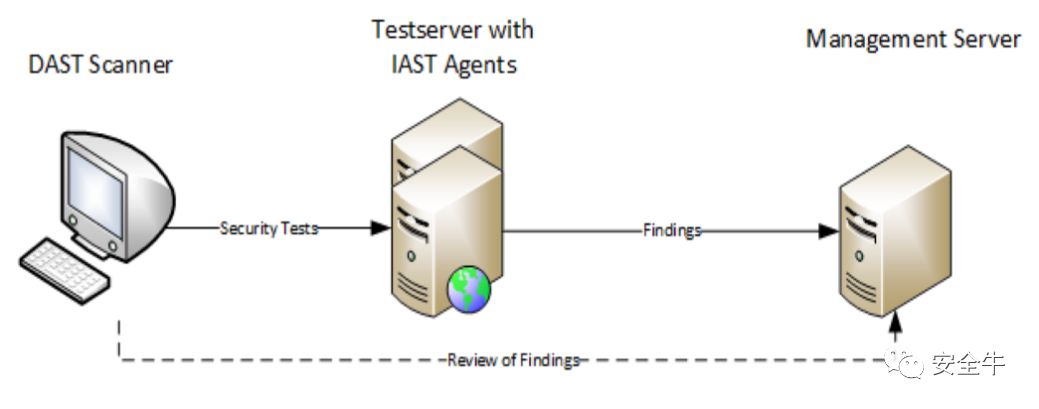 DAST Scanner
Testserver with
IAST Agents
Management Server
Security Tests
Findings
Review of Findings
安全牛